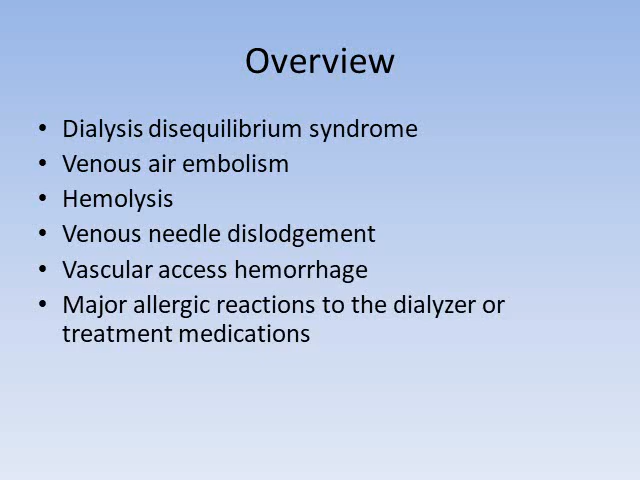 Overview
• Dialysis disequilibrium syndrome
• Venous air embolism
• Hemolysis
• Venous needle dislodgement
• Vascular access hemorrhage
• Major allergic reactions to the dialyzer or
treatment medications